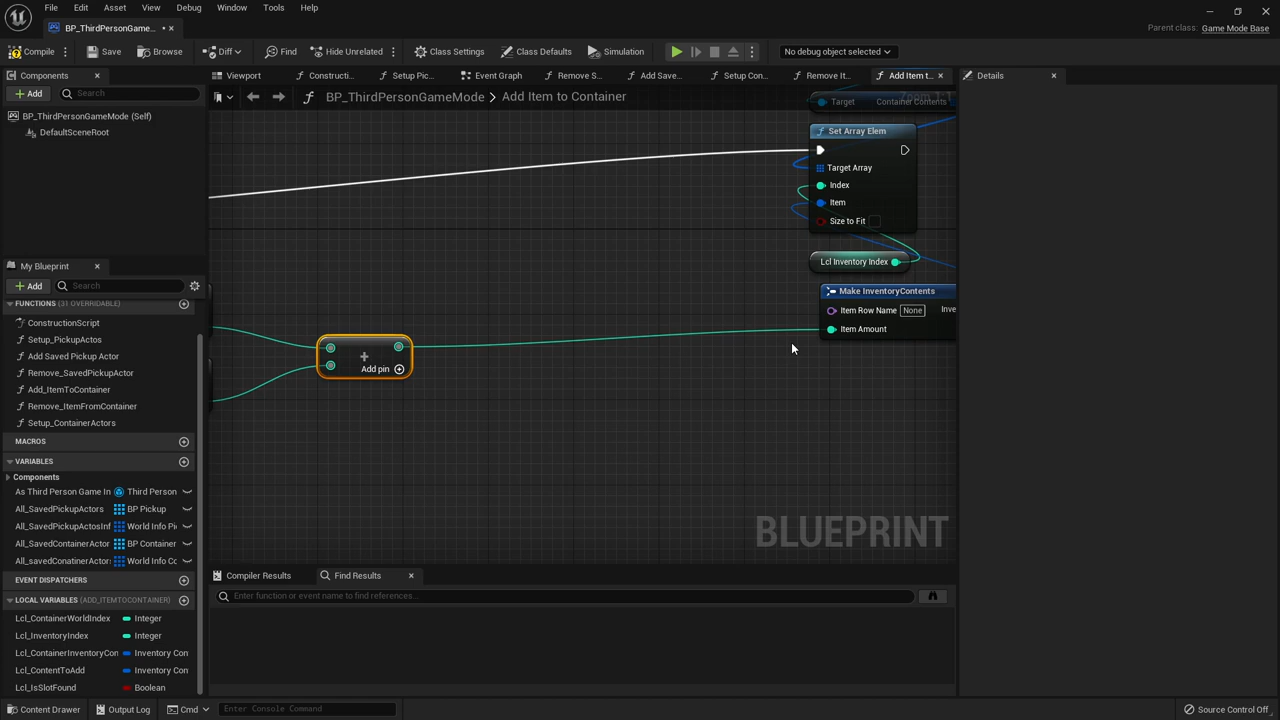 File Edit Asset View Debug Window Tools Help
BP_ThirdPersonGame...
Parent class: Game Mode Base
Compile Save Browse Diff Find Hide Unrelated Class Settings Class Defaults Simulation No debug object selected
Components
Viewport Constructi... Setup Pic... Event Graph Remove S... Add Save... Setup Con... Remove It... Add Item t... Details
Add Search
BP_ThirdPersonGameMode > Add Item to Container
Zoom 1:1
Target Container Contents
BP_ThirdPersonGameMode (Self)
DefaultSceneRoot
Set Array Elem
Target Array
Index
Item
Size to Fit
Lcl Inventory Index
Make InventoryContents
Item Row Name None Inve
Item Amount
Add pin
BLUEPRINT
My Blueprint
Add Search
FUNCTIONS (31 OVERRIDABLE)
ConstructionScript
Setup_PickupActos
Add Saved Pickup Actor
Remove_SavedPickupActor
Add_ItemToContainer
Remove_ItemFromContainer
Setup_ContainerActors
MACROS
VARIABLES
Components
As Third Person Game In Third Person
All_SavedPickupActors BP Pickup
All_SavedPickupActosInf World Info Pi
All_SavedContainerActor BP Container
All_savedConatinerActor World Info Co
EVENT DISPATCHERS
LOCAL VARIABLES (ADD_ITEMTOCONTAINER)
Lcl_ContainerWorldIndex Integer
Lcl_InventoryIndex Integer
Lcl_ContainerInventoryCon Inventory Con
Lcl_ContentToAdd Inventory Con
Lcl_IsSlotFound Boolean
Compiler Results Find Results
Enter function or event name to find references...
Content Drawer Output Log Cmd Enter Console Command Source Control Off